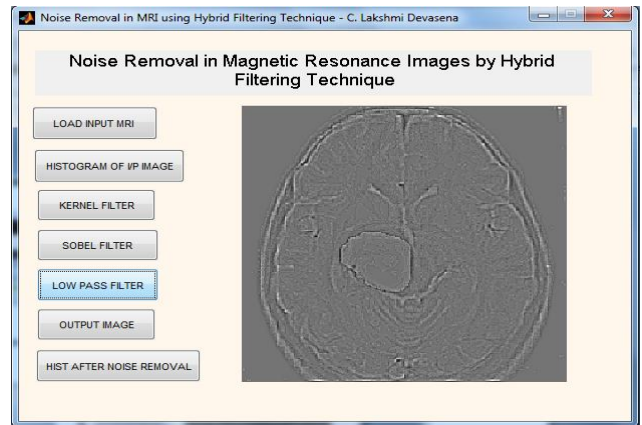 Noise Removal in MRI using Hybrid Filtering Technique - C. Lakshmi Devasena
Noise Removal in Magnetic Resonance Images by Hybrid
Filtering Technique
LOAD INPUT MRI
HISTOGRAM OF I/P IMAGE
KERNEL FILTER
SOBEL FILTER
LOW PASS FILTER
OUTPUT IMAGE
HIST AFTER NOISE REMOVAL